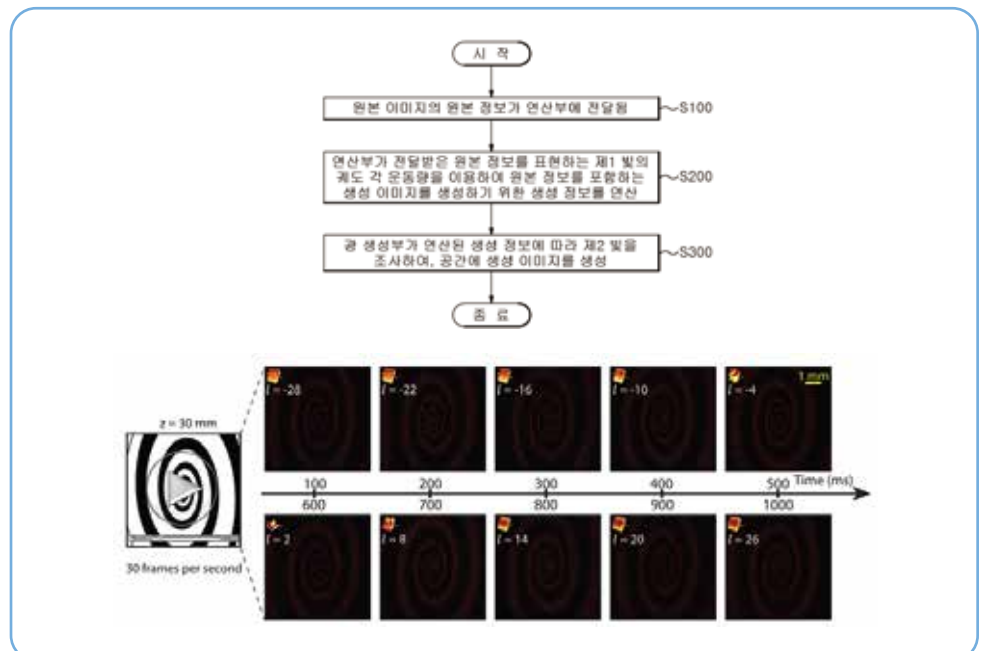 시 작
원본 이미지의 원본 정보가 연산부에 전달됨
S100
연산부가 전달받은 원본 정보를 표현하는 제1 빛의
궤도 각 운동량을 이용하여 원본 정보를 포함하는
생성 이미지를 생성하기 위한 생성 정보를 연산
S200
광 생성부가 연산된 생성 정보에 따라 제2 빛을
조사하여, 공간에 생생 이미지를 생성
S300
종 료
z = 30 mm
30 frames per second
l = -28
l = -22
l = -16
l = -10
l = -4
1 mm
100 200 300 400 500 Time (ms)
600 700 800 900 1000
l = 2
l = 8
l = 14
l = 20
l = 26